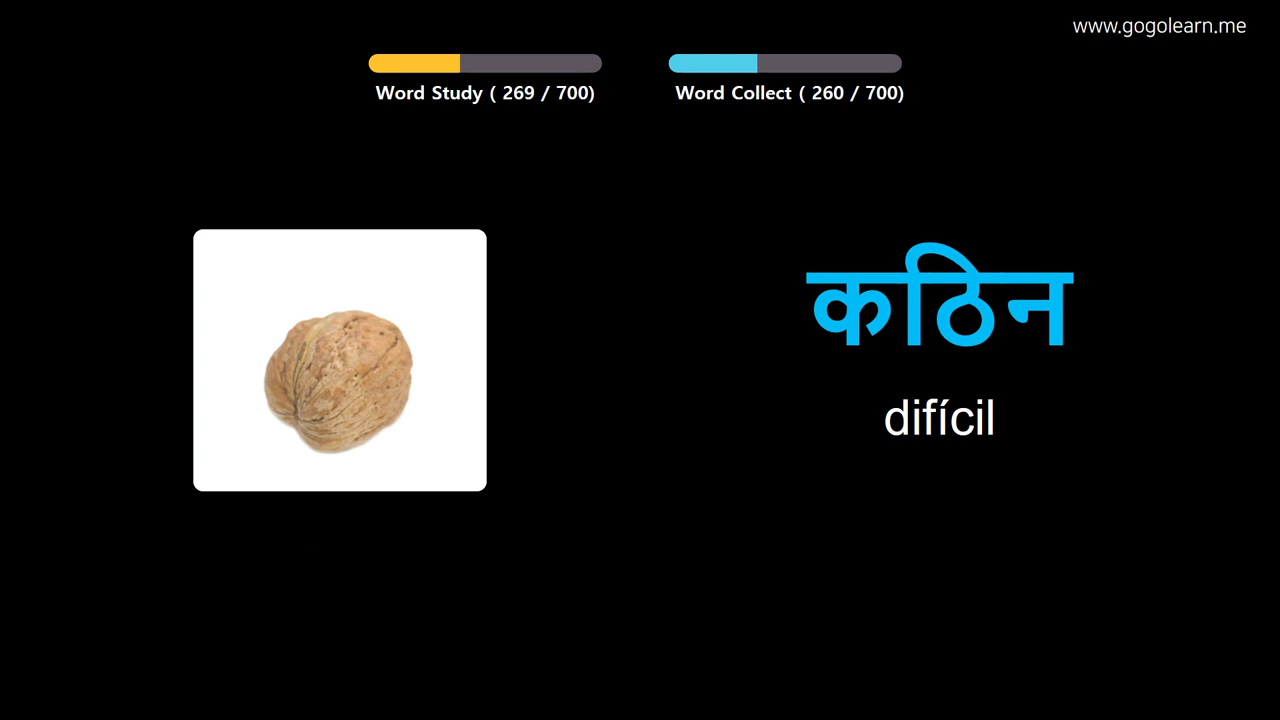 www.gogolearn.me
Word Study ( 269 / 700)
Word Collect ( 260 / 700)
कठिन
difícil